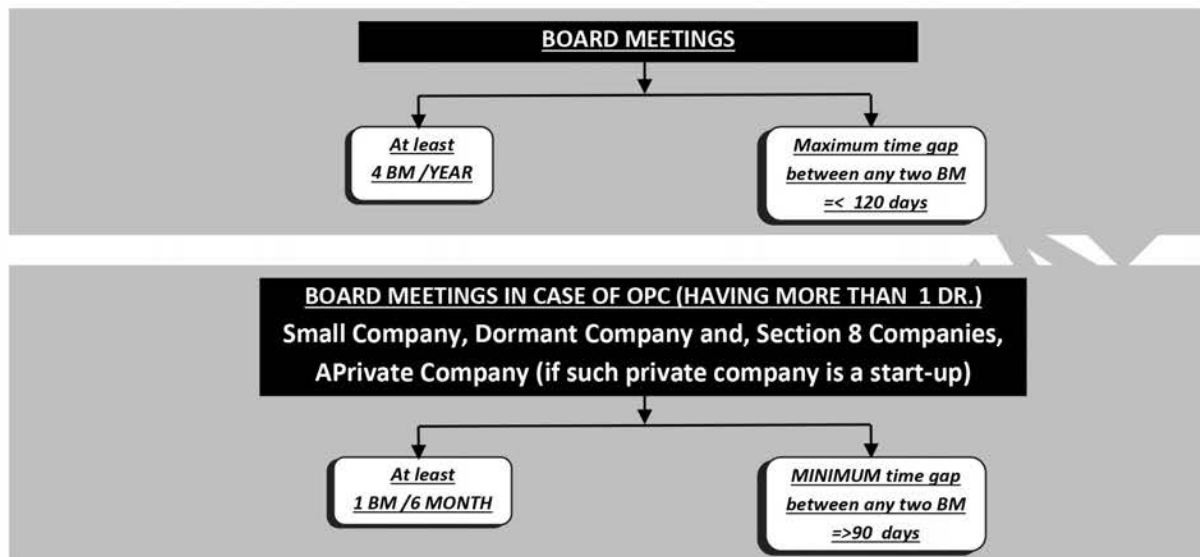 BOARD MEETINGS
At least
4 BM /YEAR
Maximum time gap
between any two BM
=< 120 days
BOARD MEETINGS IN CASE OF OPC (HAVING MORE THAN 1 DR.)
Small Company, Dormant Company and, Section 8 Companies,
APrivate Company (if such private company is a start-up)
At least
1 BM /6 MONTH
MINIMUM time gap
between any two BM
=>90 days